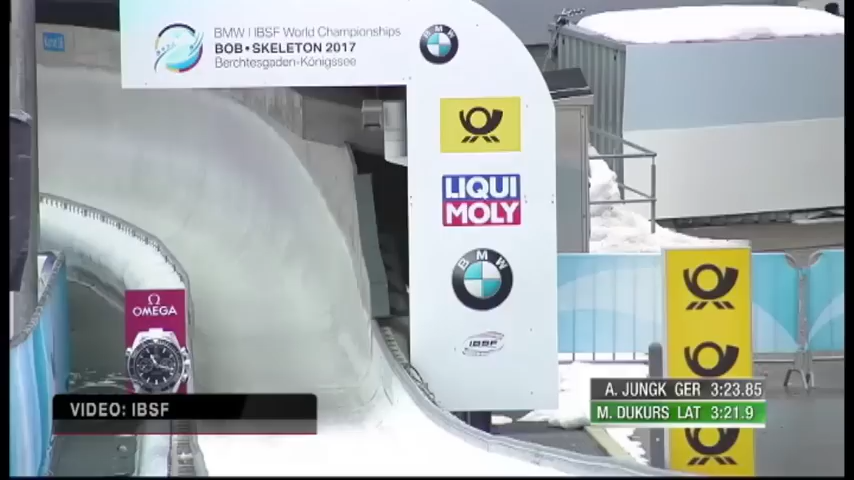 BMW | IBSF World Championships
BOB • SKELETON 2017
Berchtesgaden-Königssee
BMW
LIQUI
MOLY
BMW
IBSF
Ω
OMEGA
VIDEO: IBSF
A. JUNGK GER 3:23.85
M. DUKURS LAT 3:21.9